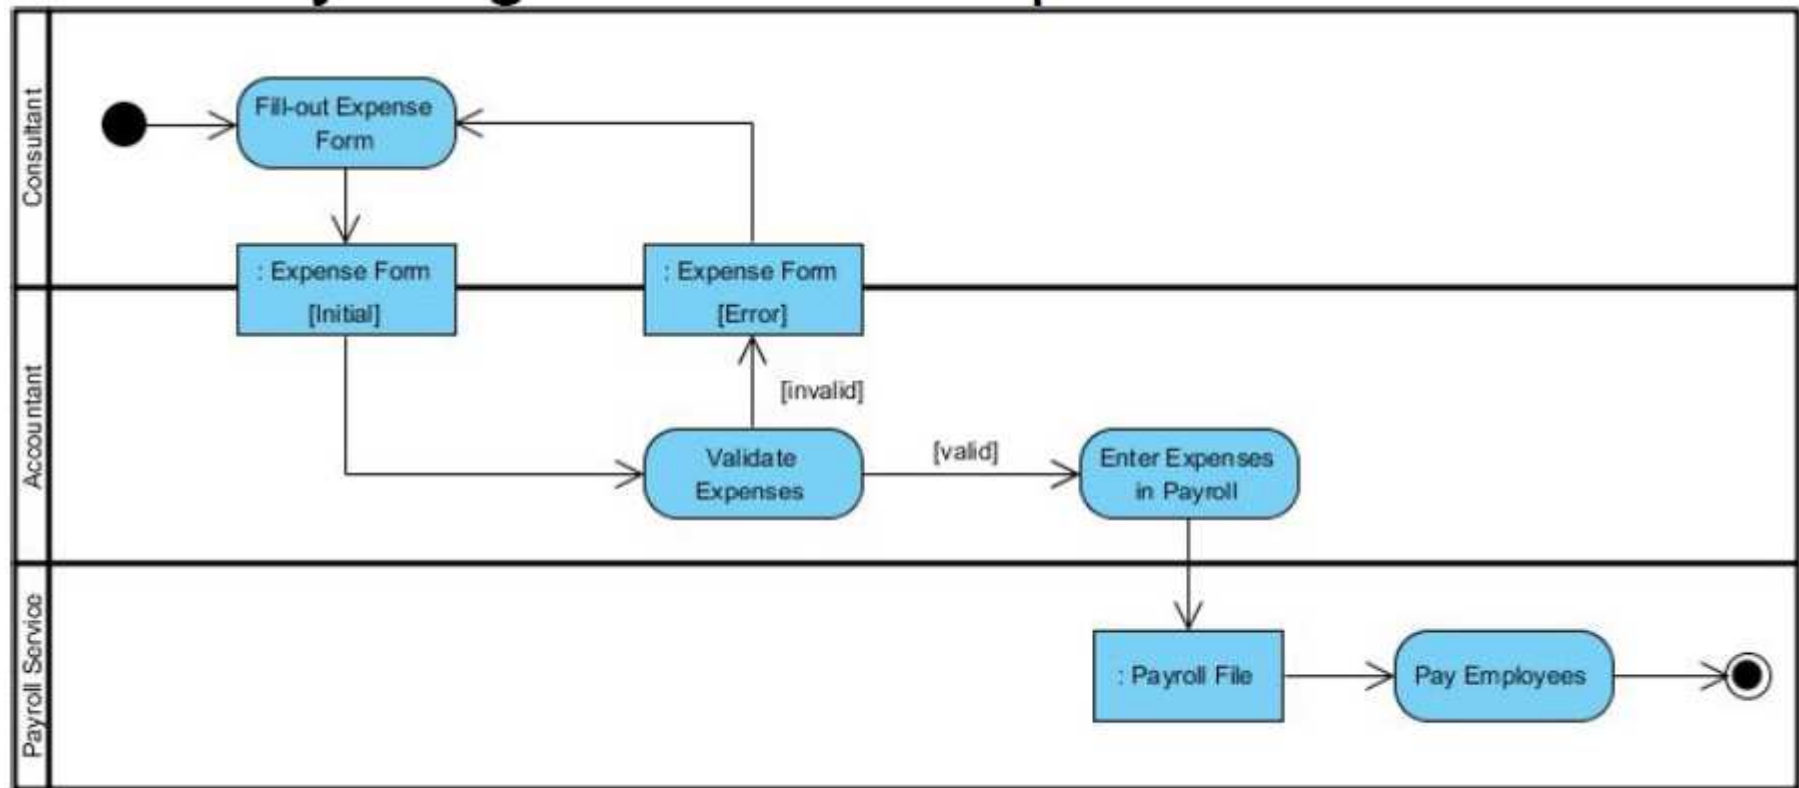 Consultant
Fill-out Expense
Form
: Expense Form
[Initial]
: Expense Form
[Error]
Accountant
[invalid]
Validate
Expenses
[valid]
Enter Expenses
in Payroll
Payroll Service
: Payroll File
Pay Employees